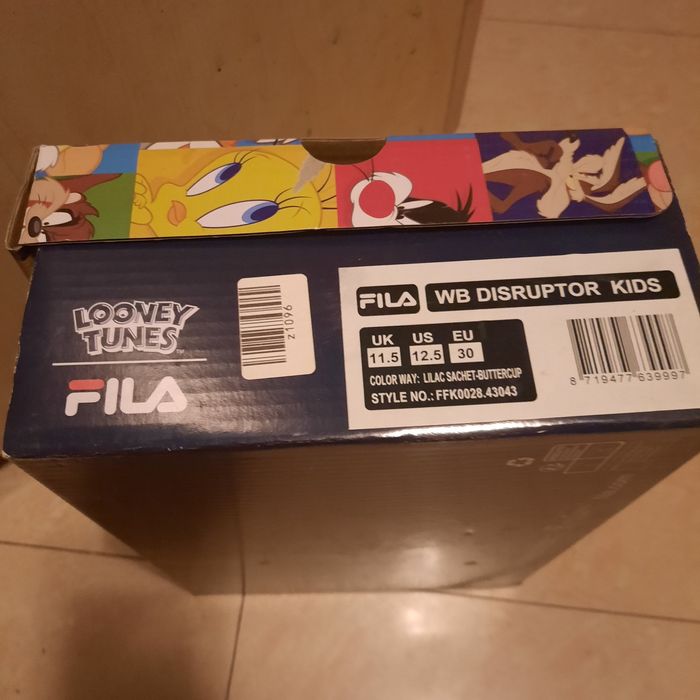 LOONEY
TUNES
FILA
z1096
FILA WB DISRUPTOR KIDS
UK US EU
11.5 12.5 30
COLOR WAY: LILAC SACHET-BUTTERCUP
STYLE NO.: FFK0028.43043
8 719477 639997